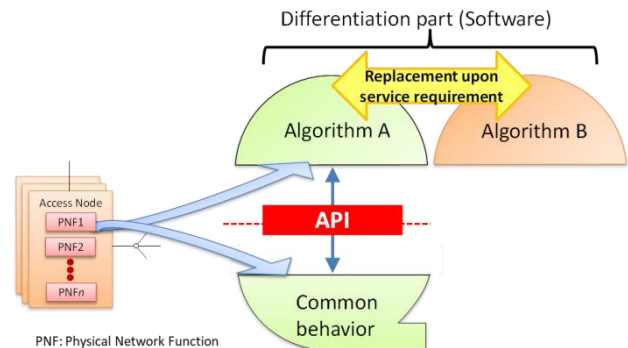 Differentiation part (Software)
Replacement upon
service requirement
Algorithm A
Algorithm B
Access Node
PNF1
PNF2
PNFn
API
Common
behavior
PNF: Physical Network Function